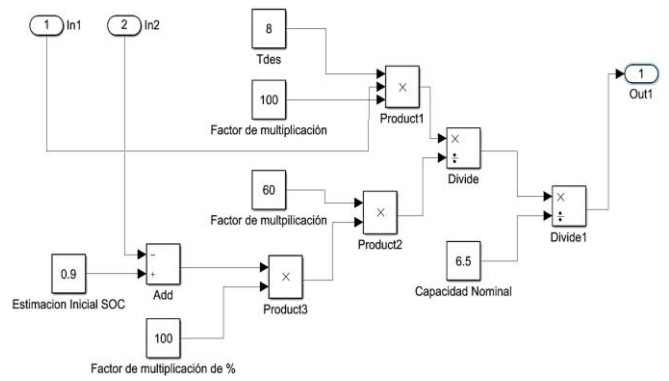 1 In1
2 In2
8
Tdes
100
Factor de multiplicación
×
Product1
×
÷
Divide
60
Factor de mutlpilicación
×
Product2
×
÷
Divide1
1
Out1
6.5
Capacidad Nominal
0.9
Estimacion Inicial SOC
−
+
Add
×
Product3
100
Factor de multiplicación de %